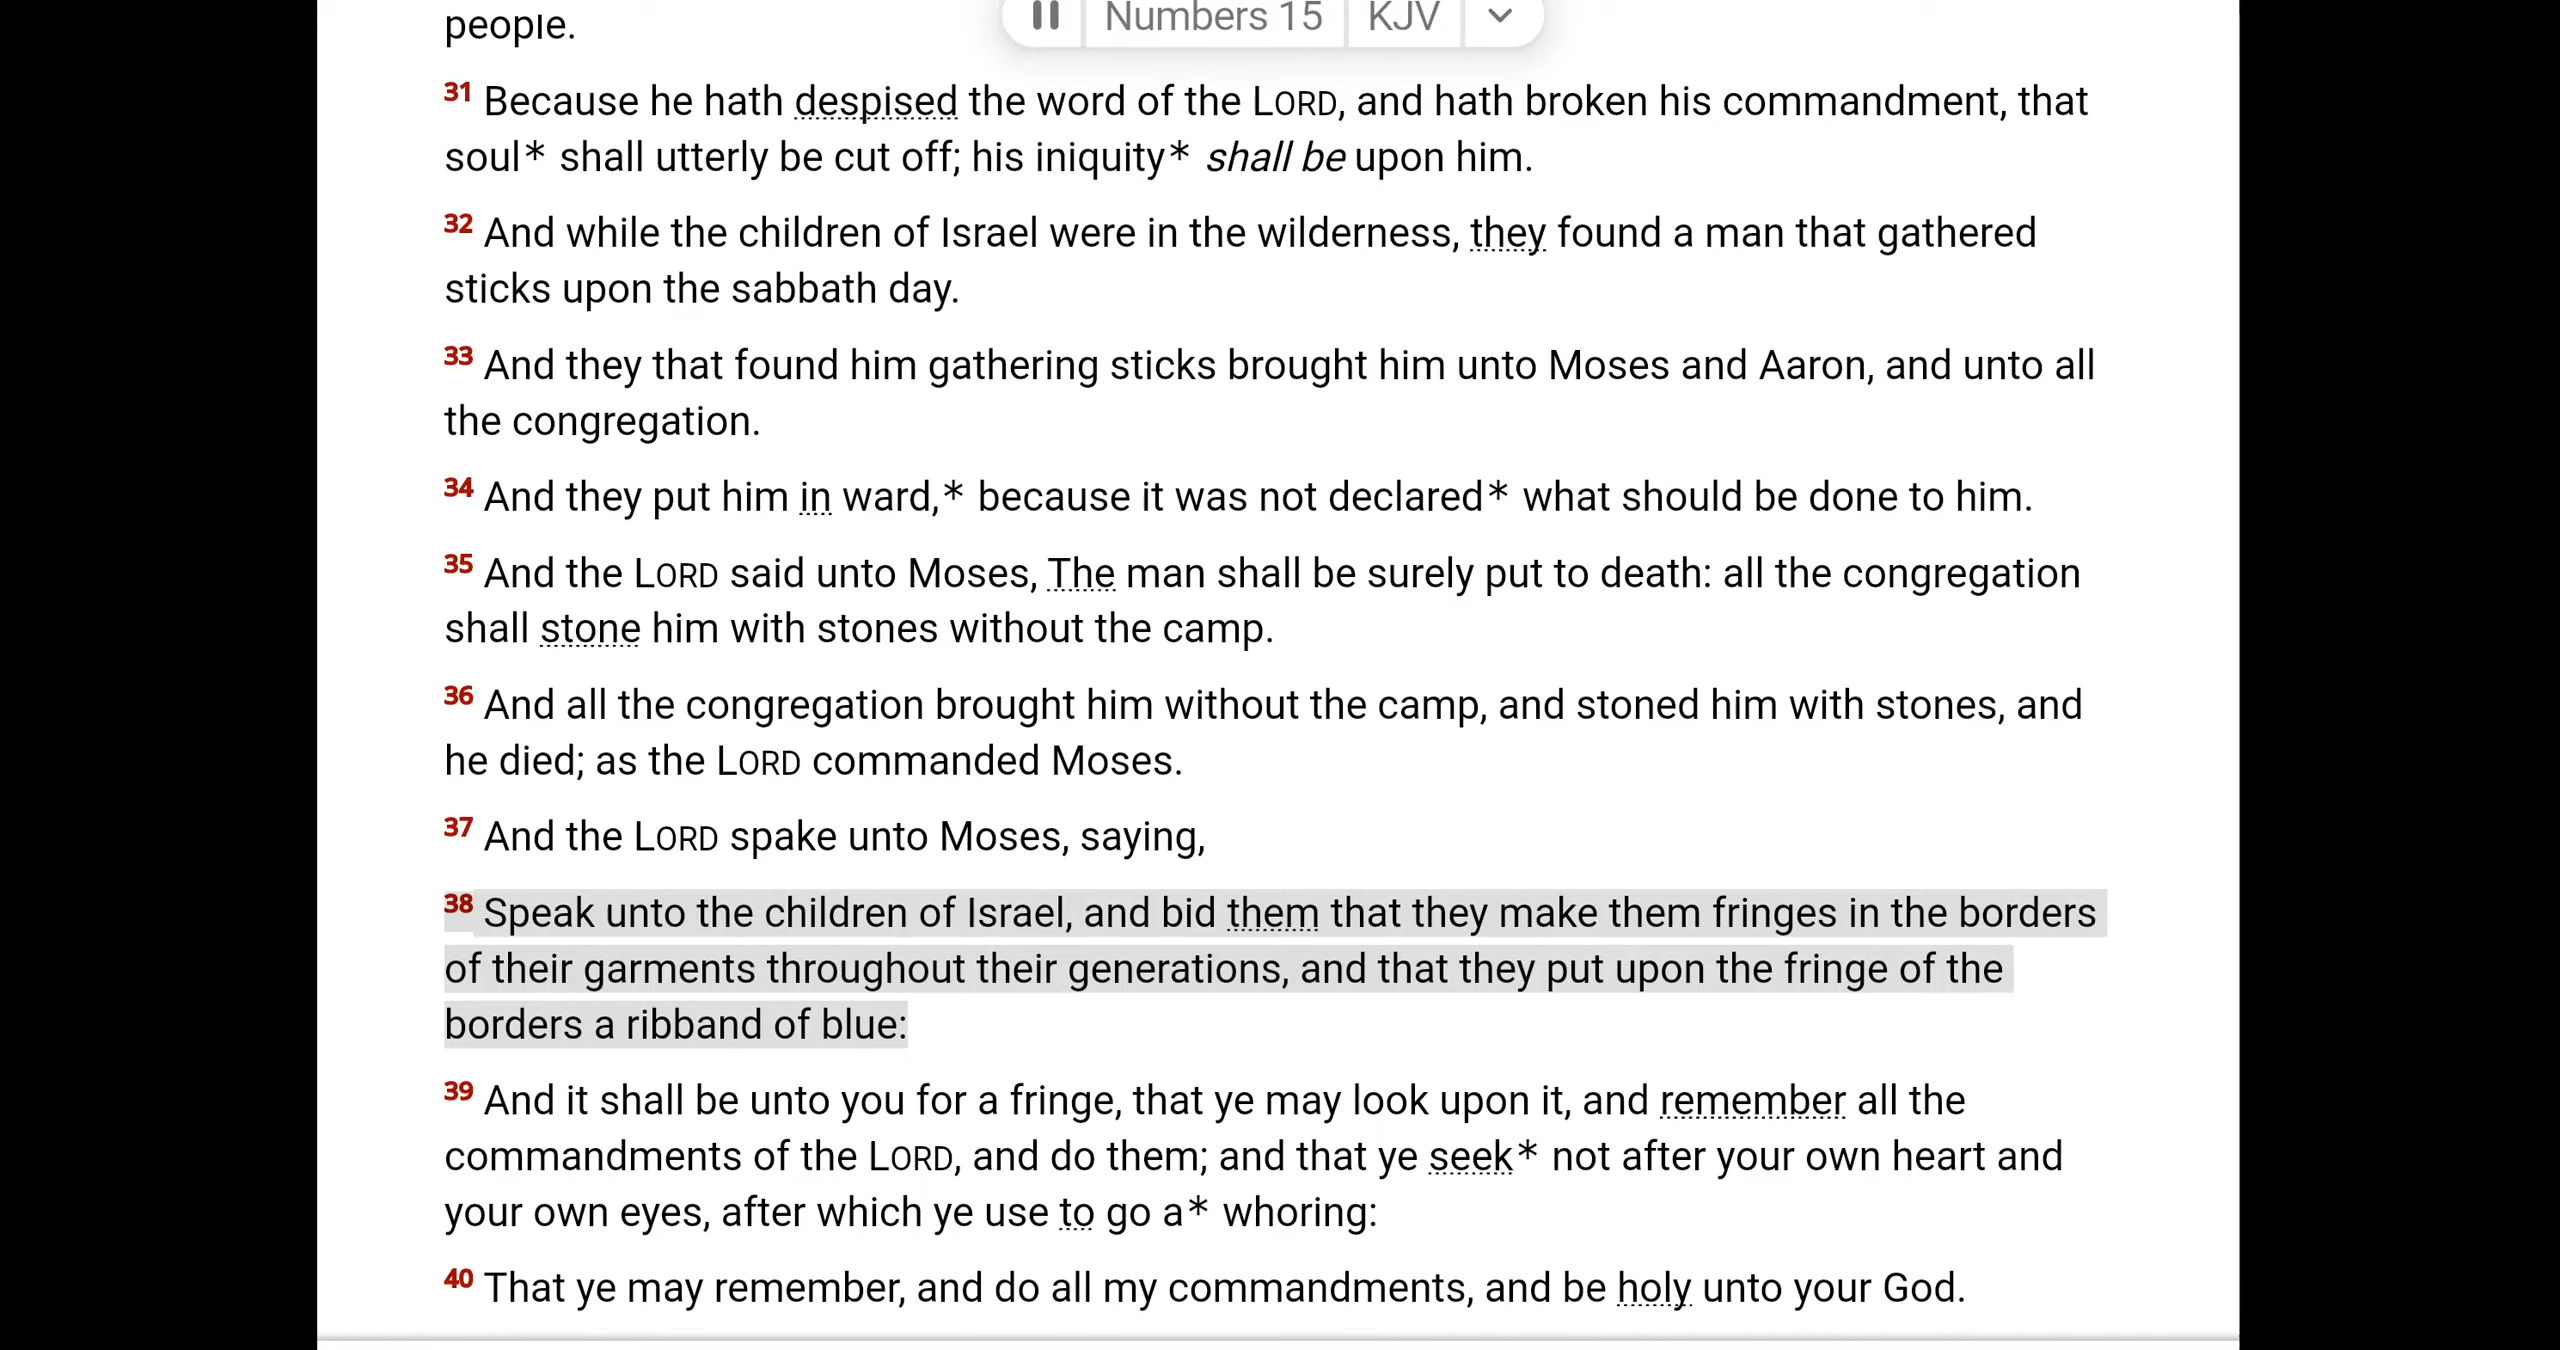 people.
Numbers 15 KJV
31 Because he hath despised the word of the LORD, and hath broken his commandment, that
soul* shall utterly be cut off; his iniquity* shall be upon him.
32 And while the children of Israel were in the wilderness, they found a man that gathered
sticks upon the sabbath day.
33 And they that found him gathering sticks brought him unto Moses and Aaron, and unto all
the congregation.
34 And they put him in ward,* because it was not declared* what should be done to him.
35 And the LORD said unto Moses, The man shall be surely put to death: all the congregation
shall stone him with stones without the camp.
36 And all the congregation brought him without the camp, and stoned him with stones, and
he died; as the LORD commanded Moses.
37 And the LORD spake unto Moses, saying,
38 Speak unto the children of Israel, and bid them that they make them fringes in the borders
of their garments throughout their generations, and that they put upon the fringe of the
borders a ribband of blue:
39 And it shall be unto you for a fringe, that ye may look upon it, and remember all the
commandments of the LORD, and do them; and that ye seek* not after your own heart and
your own eyes, after which ye use to go a* whoring:
40 That ye may remember, and do all my commandments, and be holy unto your God.